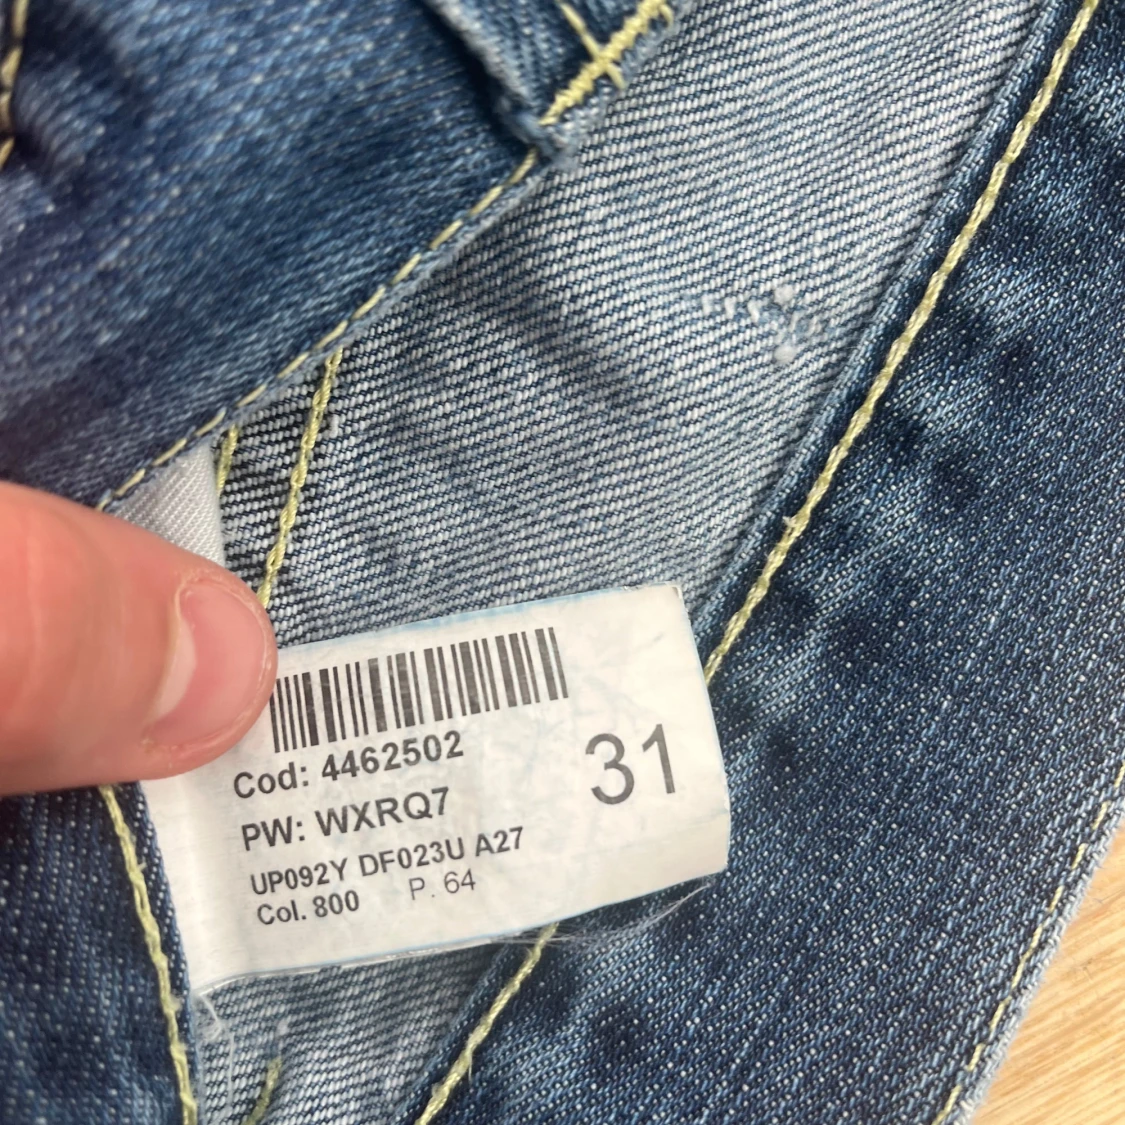 Cod: 4462502
PW: WXRQ7
31
UP092Y DF023U A27
Col. 800 P. 64